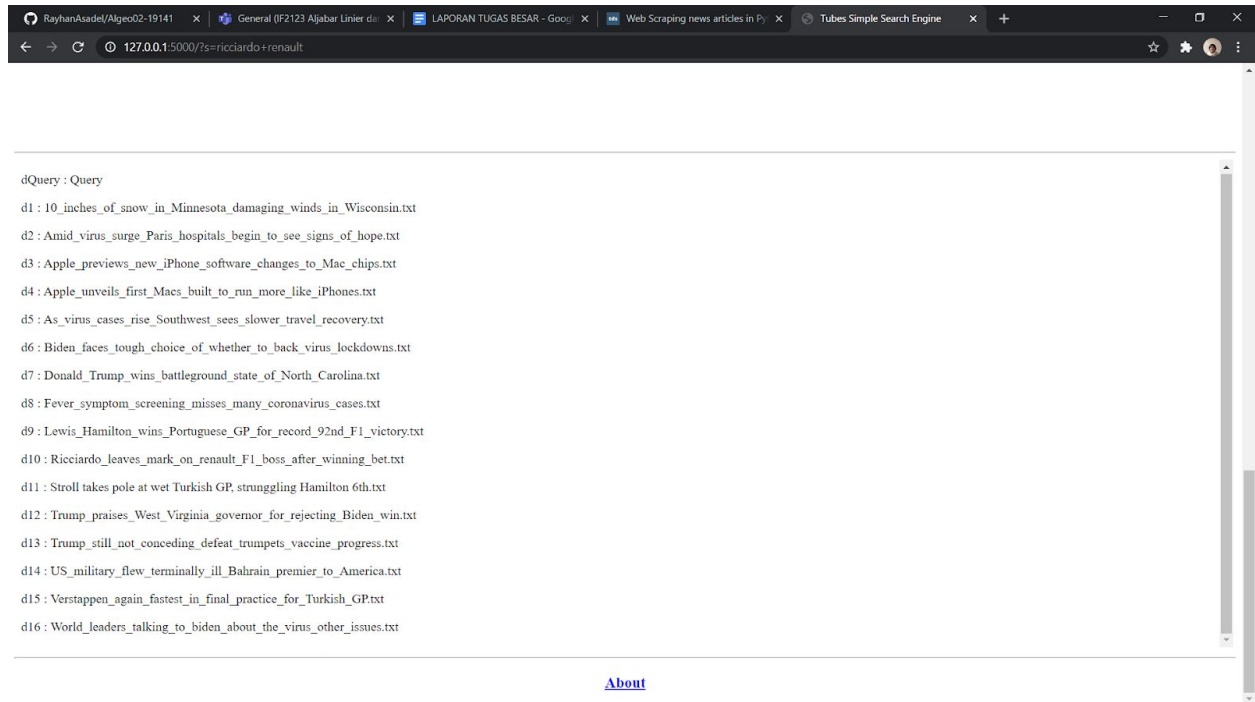 RayhanAsadel/Algeo02-19141
General (IF2123 Aljabar Linier da
LAPORAN TUGAS BESAR - Goog
Web Scraping news articles in Py
Tubes Simple Search Engine
127.0.0.1:5000/?s=ricciardo+renault
dQuery : Query
d1 : 10_inches_of_snow_in_Minnesota_damaging_winds_in_Wisconsin.txt
d2 : Amid_virus_surge_Paris_hospitals_begin_to_see_signs_of_hope.txt
d3 : Apple_previews_new_iPhone_software_changes_to_Mac_chips.txt
d4 : Apple_unveils_first_Macs_built_to_run_more_like_iPhones.txt
d5 : As_virus_cases_rise_Southwest_sees_slower_travel_recovery.txt
d6 : Biden_faces_tough_choice_of_whether_to_back_virus_lockdowns.txt
d7 : Donald_Trump_wins_battleground_state_of_North_Carolina.txt
d8 : Fever_symptom_screening_misses_many_coronavirus_cases.txt
d9 : Lewis_Hamilton_wins_Portuguese_GP_for_record_92nd_F1_victory.txt
d10 : Ricciardo_leaves_mark_on_renault_F1_boss_after_winning_bet.txt
d11 : Stroll takes pole at wet Turkish GP, strunggling Hamilton 6th.txt
d12 : Trump_praises_West_Virginia_governor_for_rejecting_Biden_win.txt
d13 : Trump_still_not_conceding_defeat_trumpets_vaccine_progress.txt
d14 : US_military_flew_terminally_ill_Bahrain_premier_to_America.txt
d15 : Verstappen_again_fastest_in_final_practice_for_Turkish_GP.txt
d16 : World_leaders_talking_to_biden_about_the_virus_other_issues.txt
About